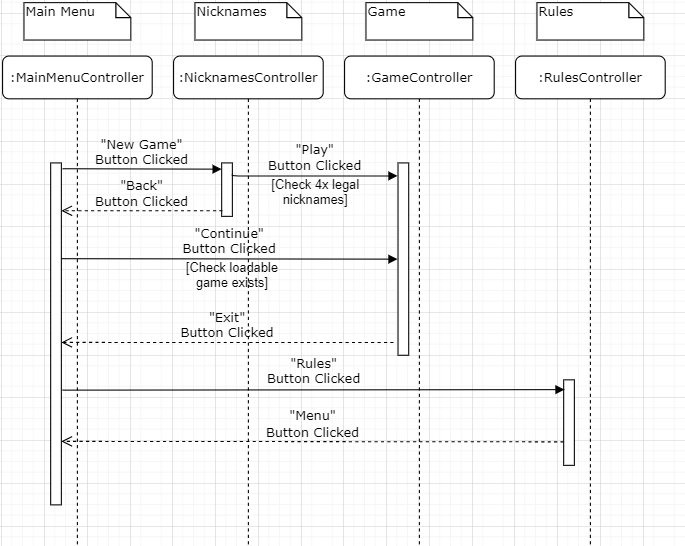 Main Menu
Nicknames
Game
Rules
:MainMenuController
:NicknamesController
:GameController
:RulesController
"New Game"
Button Clicked
"Play"
Button Clicked
[Check 4x legal
nicknames]
"Back"
Button Clicked
"Continue"
Button Clicked
[Check loadable
game exists]
"Exit"
Button Clicked
"Rules"
Button Clicked
"Menu"
Button Clicked